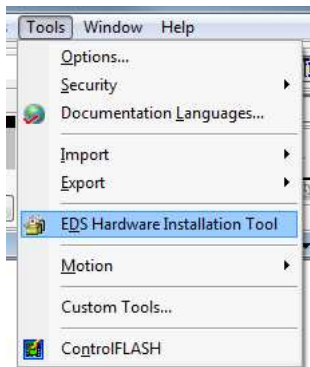 Tools Window Help
Options...
Security
Documentation Languages...
Import
Export
EDS Hardware Installation Tool
Motion
Custom Tools...
ControlFLASH